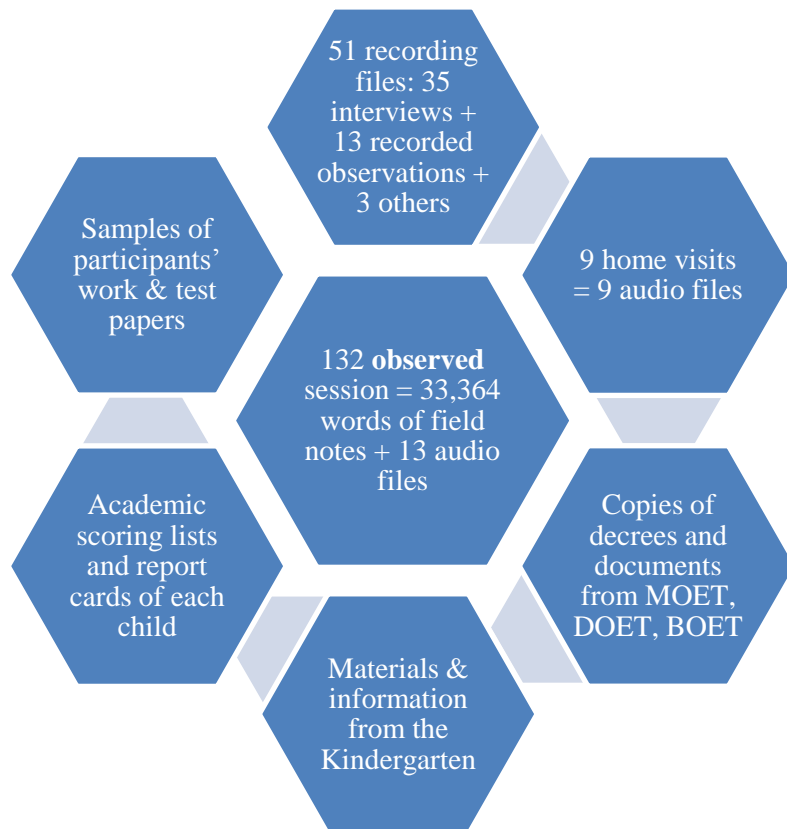 51 recording
files: 35
interviews +
13 recorded
observations +
3 others
Samples of
participants’
work & test
papers
9 home visits
= 9 audio files
132 observed
session = 33,364
words of field
notes + 13 audio
files
Academic
scoring lists
and report
cards of each
child
Copies of
decrees and
documents
from MOET,
DOET, BOET
Materials &
information
from the
Kindergarten